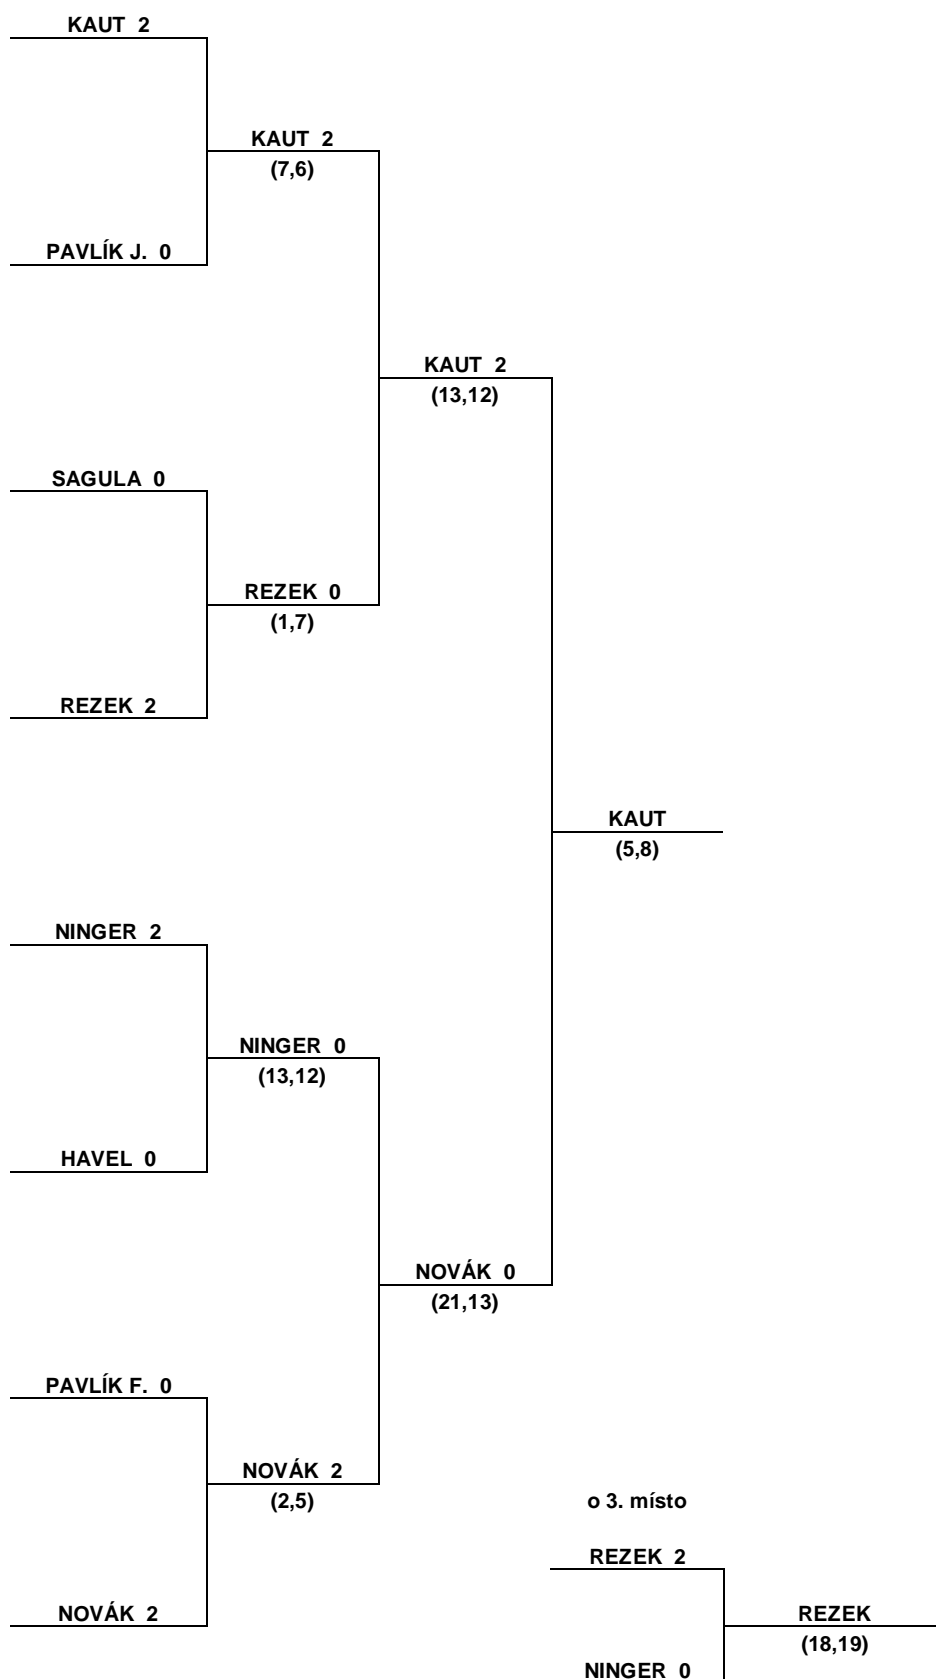 KAUT 2
KAUT 2
(7,6)
PAVLÍK J. 0
KAUT 2
(13,12)
SAGULA 0
REZEK 0
(1,7)
REZEK 2
KAUT
(5,8)
NINGER 2
NINGER 0
(13,12)
HAVEL 0
NOVÁK 0
(21,13)
PAVLÍK F. 0
NOVÁK 2
(2,5)
o 3. místo
REZEK 2
NOVÁK 2
REZEK
(18,19)
NINGER 0